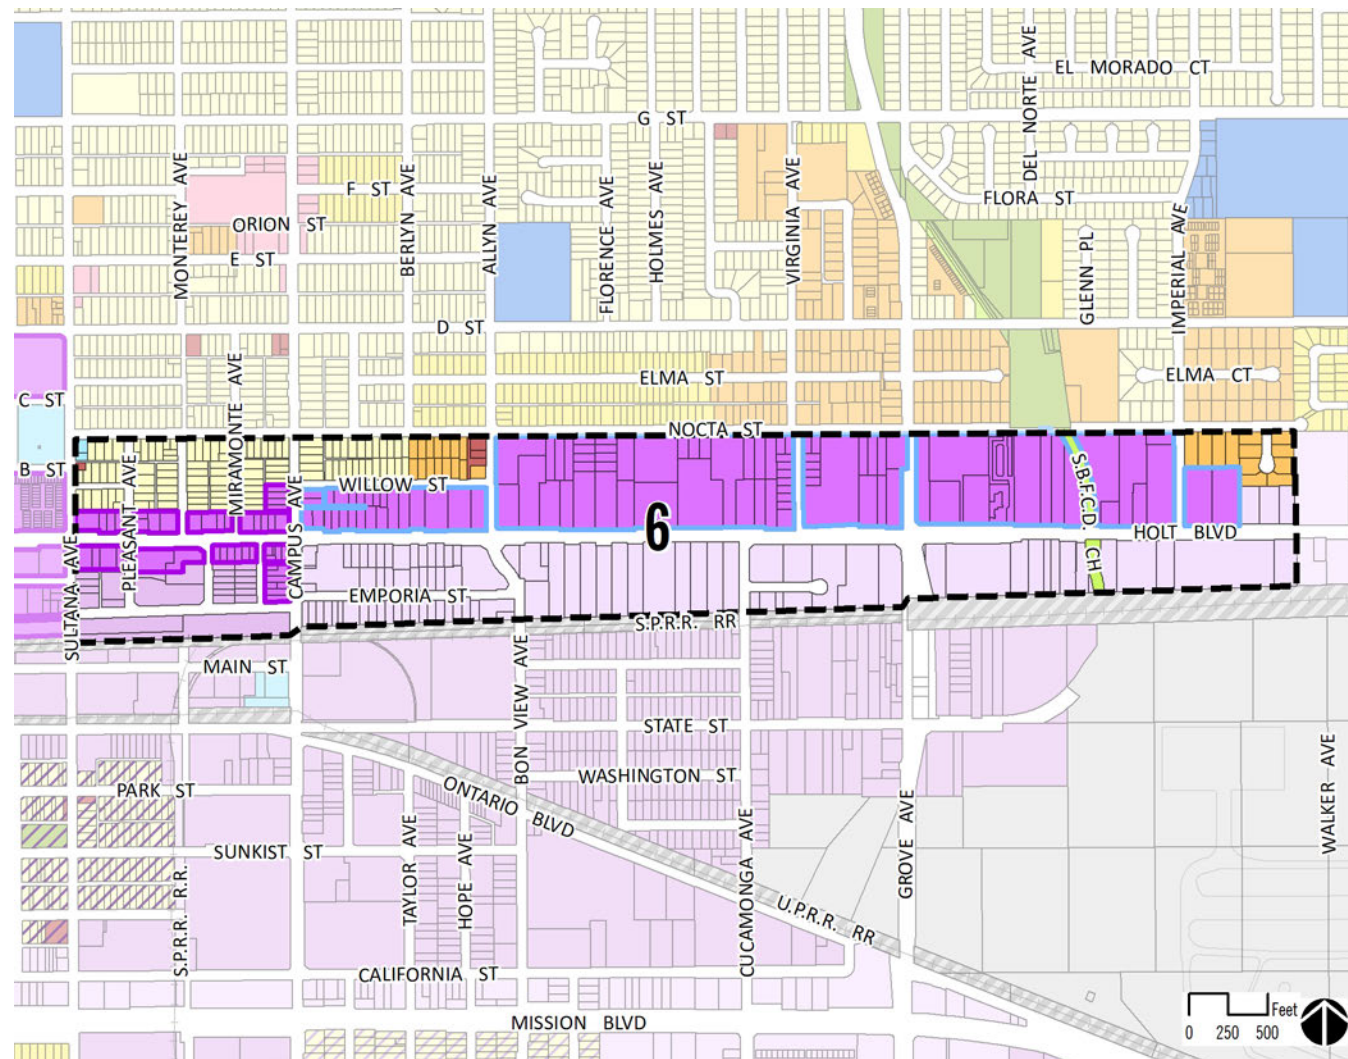 EL MORADO CT
DEL NORTE AVE
G ST
MONTEREY AVE
F ST
BERLYN AVE
ALLYN AVE
FLORENCE AVE
HOLMES AVE
VIRGINIA AVE
FLORA ST
ORION ST
E ST
GLENN PL
IMPERIAL AVE
D ST
MIRAMONTE AVE
ELMA ST
ELMA CT
C ST
NOCTA ST
B ST
PLEASANT AVE
CAMPUS AVE
WILLOW ST
S.B.F.C.D. CH
6
HOLT BLVD
SULTANA AVE
EMPORIA ST
S.P.R.R. RR
MAIN ST
BON VIEW AVE
STATE ST
WASHINGTON ST
PARK ST
ONTARIO BLVD
TAYLOR AVE
HOPE AVE
CUCAMONGA AVE
GROVE AVE
WALKER AVE
SUNKIST ST
S.P.R.R. R.R.
U.P.R.R. RR
CALIFORNIA ST
MISSION BLVD
Feet
0 250 500